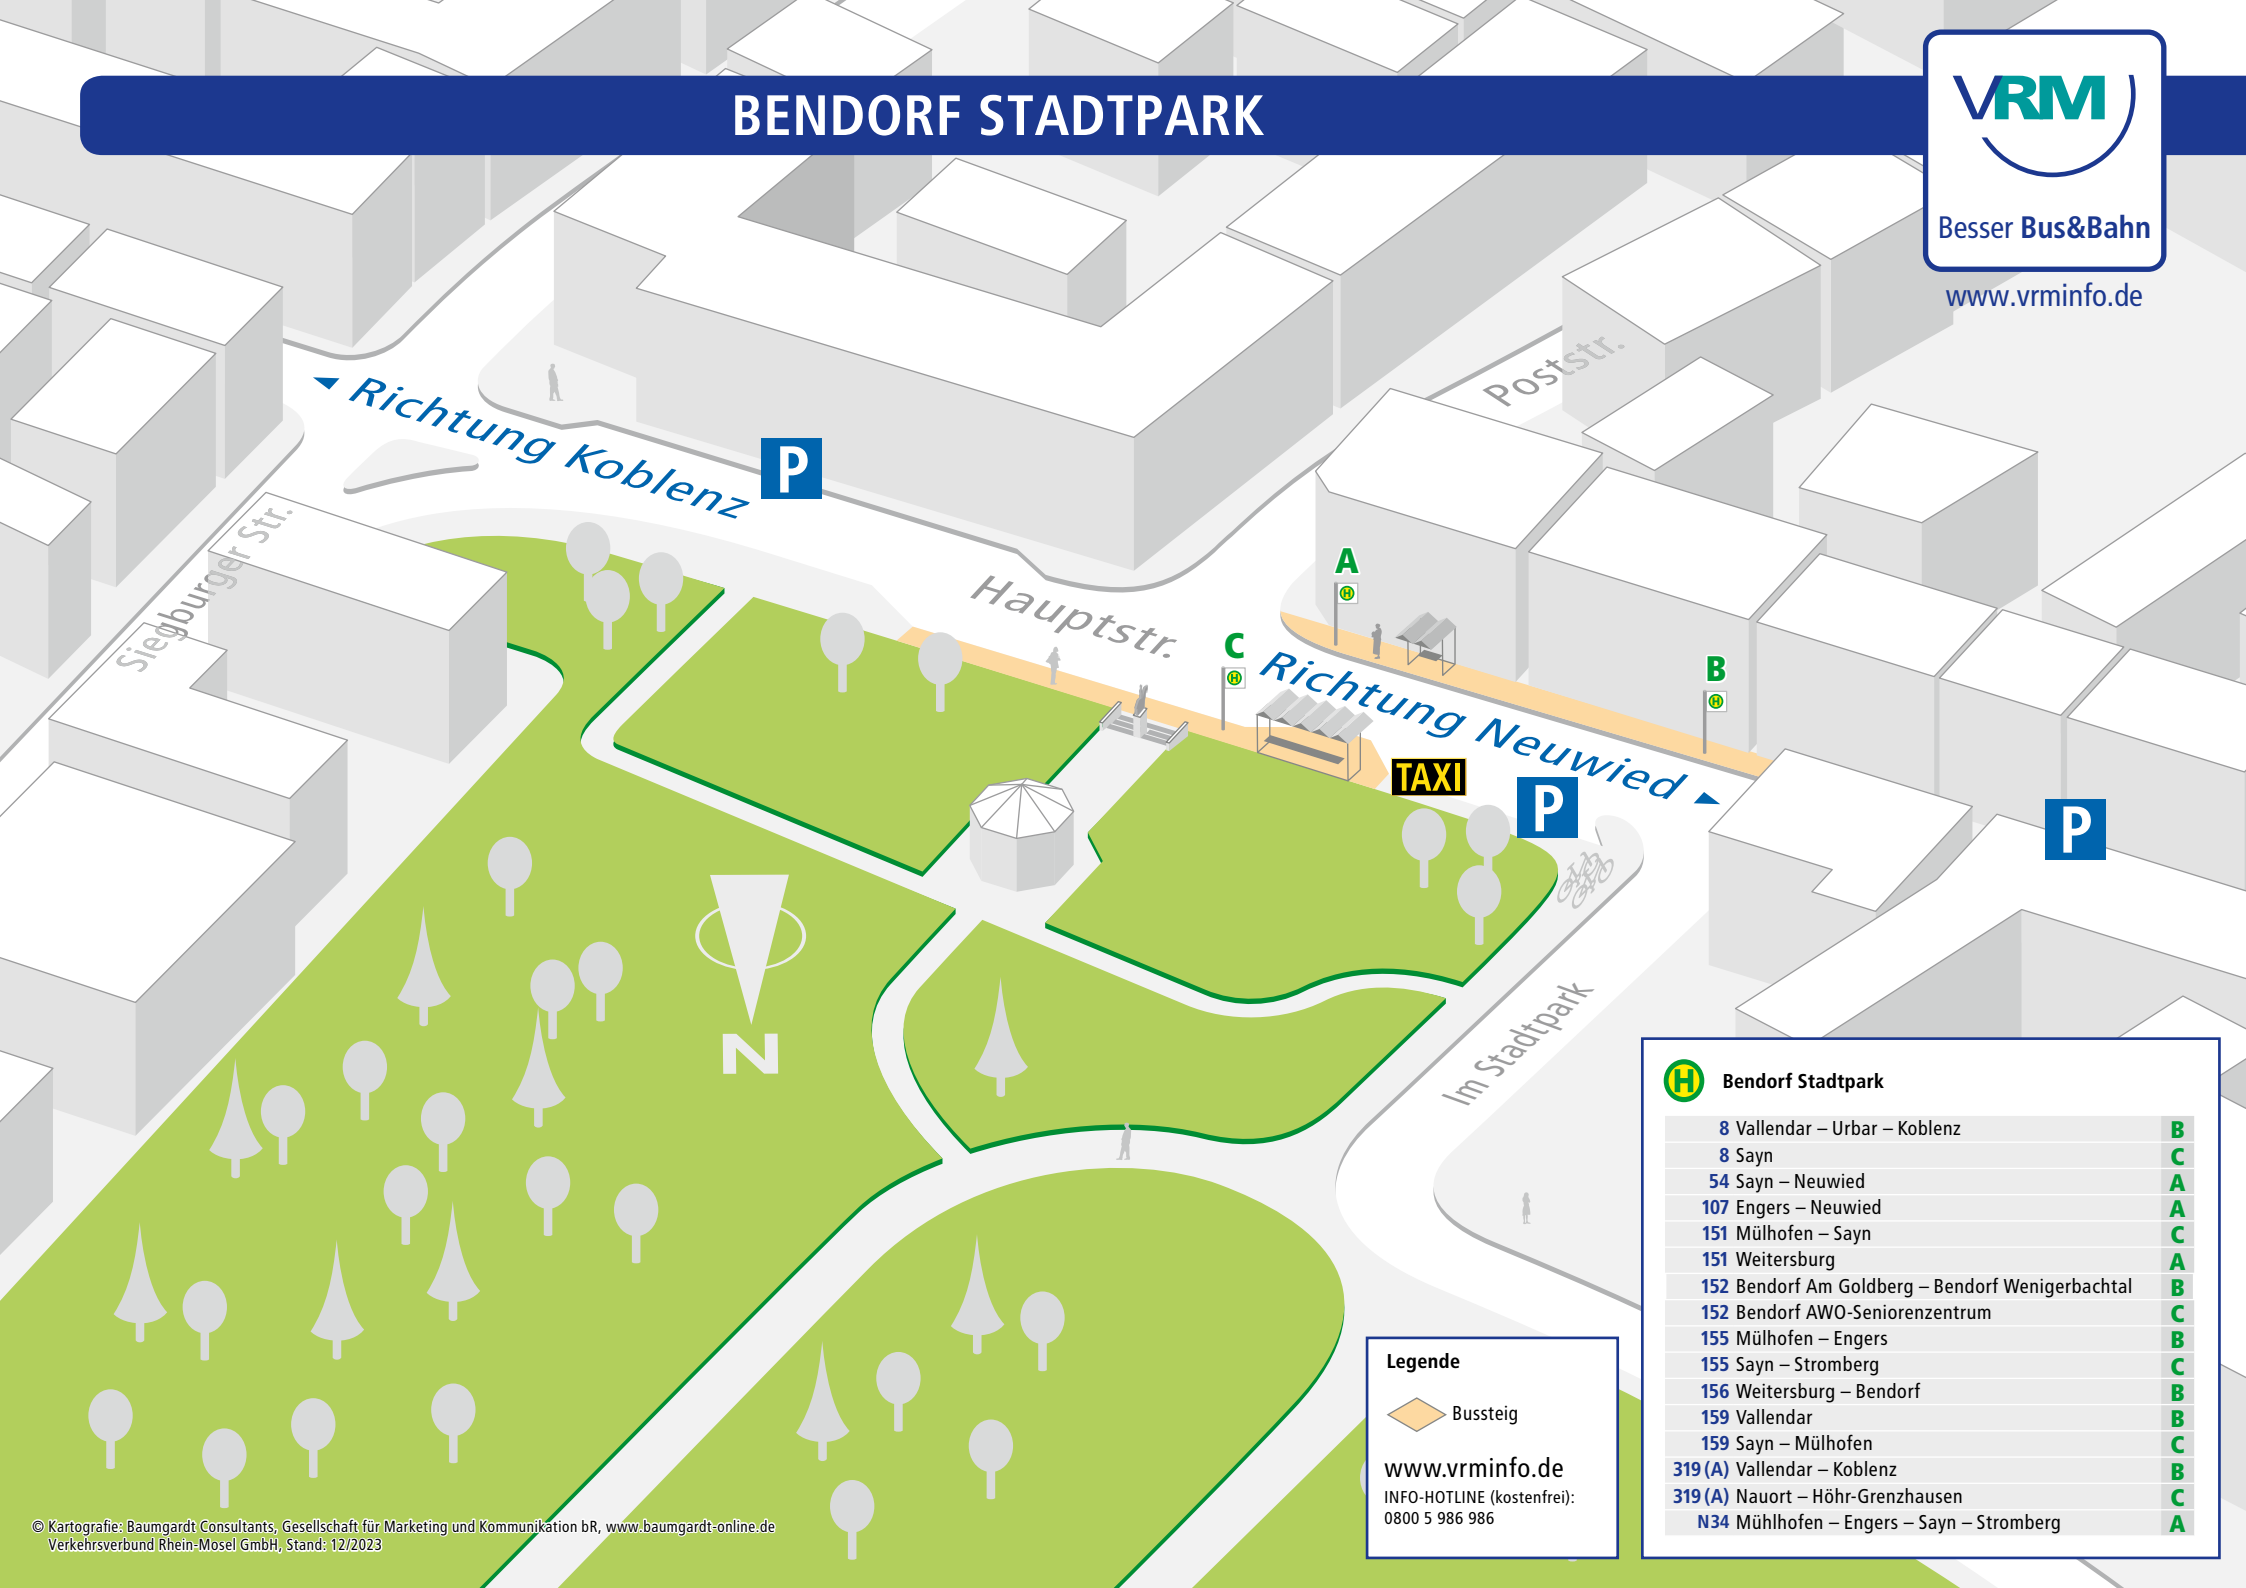 BENDORF STADTPARK
VRM
Besser Bus&Bahn
www.vrminfo.de
Poststr.
Richtung Koblenz
P
Siegburger Str.
Hauptstr.
A
H
C
H
B
H
Richtung Neuwied
TAXI
P
P
N
Im Stadtpark
H Bendorf Stadtpark
8 Vallendar – Urbar – Koblenz B
8 Sayn C
54 Sayn – Neuwied A
107 Engers – Neuwied A
151 Mülhofen – Sayn C
151 Weitersburg A
152 Bendorf Am Goldberg – Bendorf Wenigerbachtal B
152 Bendorf AWO-Seniorenzentrum C
155 Mülhofen – Engers B
155 Sayn – Stromberg C
156 Weitersburg – Bendorf B
159 Vallendar B
159 Sayn – Mülhofen C
319 (A) Vallendar – Koblenz B
319 (A) Nauort – Höhr-Grenzhausen C
N34 Mühlhofen – Engers – Sayn – Stromberg A
Legende
Bussteig
www.vrminfo.de
INFO-HOTLINE (kostenfrei):
0800 5 986 986
© Kartografie: Baumgardt Consultants, Gesellschaft für Marketing und Kommunikation bR, www.baumgardt-online.de
Verkehrsverbund Rhein-Mosel GmbH, Stand: 12/2023